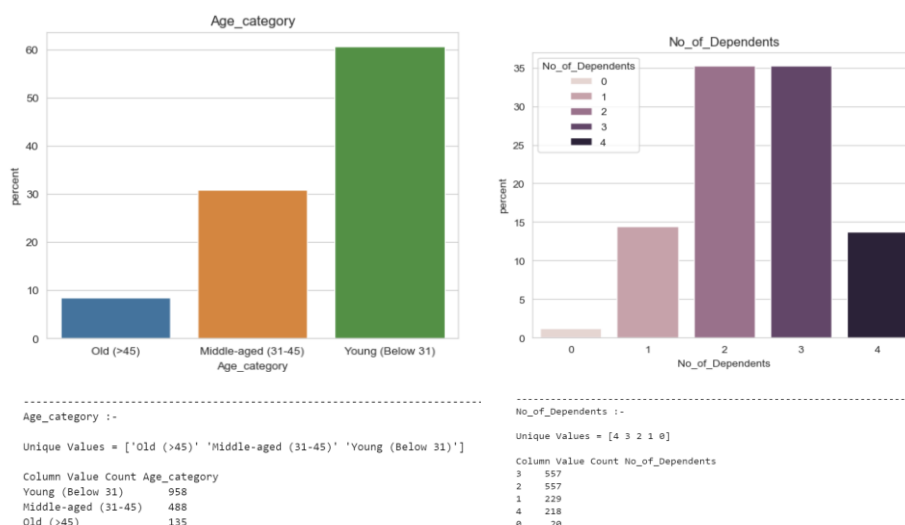 Age_category
60
50
40
30
20
10
0
percent
Old (>45) Middle-aged (31-45) Young (Below 31)
Age_category
--------------------------------------------------------------------------------
Age_category :-
Unique Values = ['Old (>45)' 'Middle-aged (31-45)' 'Young (Below 31)']
Column Value Count Age_category
Young (Below 31) 958
Middle-aged (31-45) 488
Old (>45) 135
No_of_Dependents
35
30
25
20
15
10
5
0
percent
No_of_Dependents
0
1
2
3
4
0 1 2 3 4
No_of_Dependents
--------------------------------------------------------------------------------
No_of_Dependents :-
Unique Values = [4 3 2 1 0]
Column Value Count No_of_Dependents
3 557
2 557
1 229
4 218
0 20